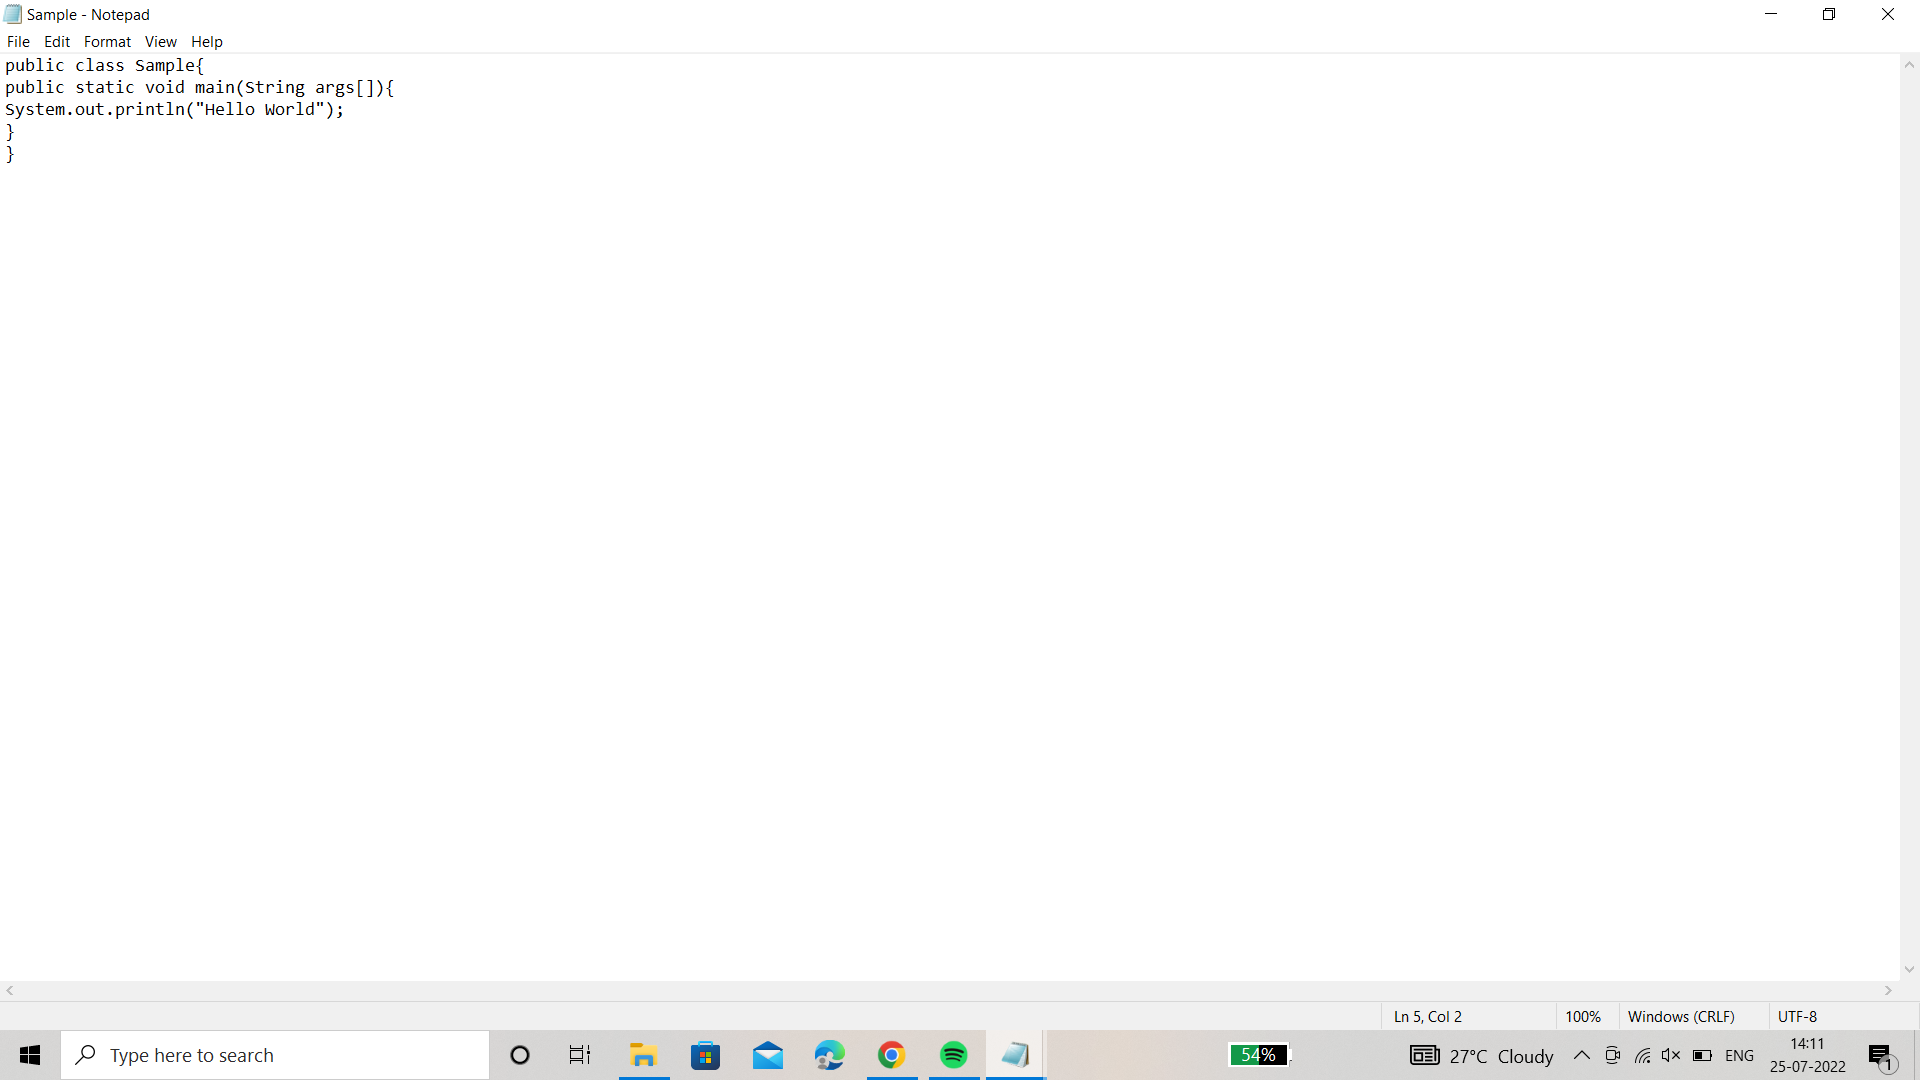 Sample - Notepad
File Edit Format View Help
public class Sample{
public static void main(String args[]){
System.out.println("Hello World");
}
}
Ln 5, Col 2 100% Windows (CRLF) UTF-8
Type here to search 54% 27°C Cloudy ENG 14:11
25-07-2022 1